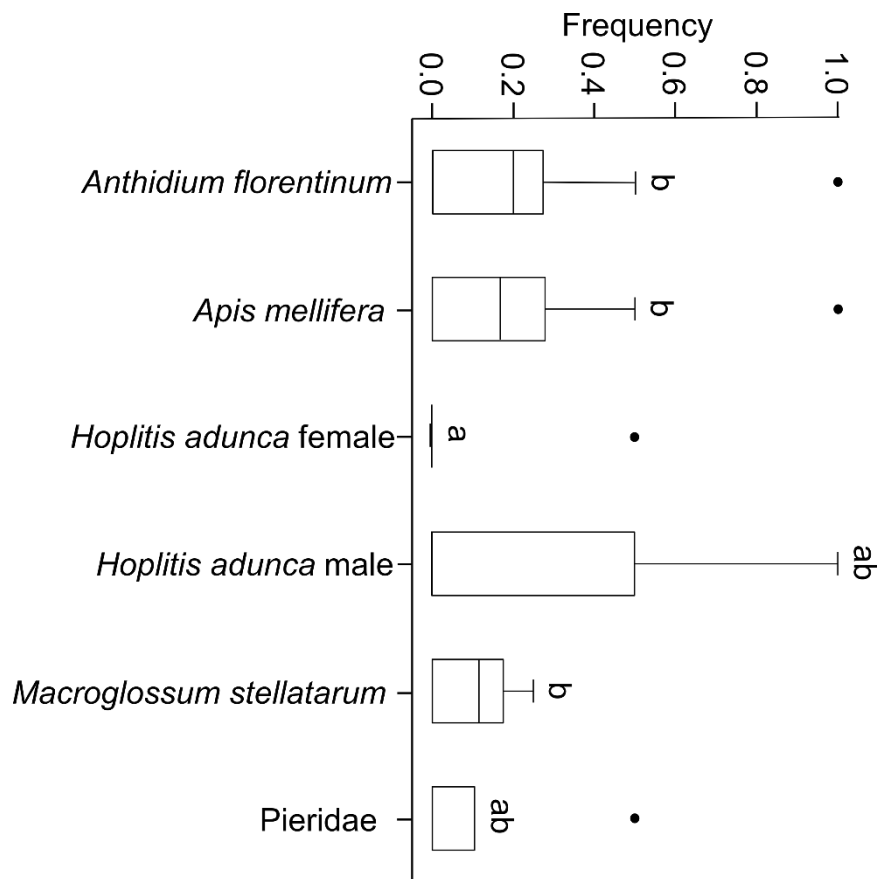 Frequency
0.0 0.2 0.4 0.6 0.8 1.0
Anthidium florentinum
b
Apis mellifera
b
Hoplitis adunca female
a
Hoplitis adunca male
ab
Macroglossum stellatarum
b
Pieridae
ab